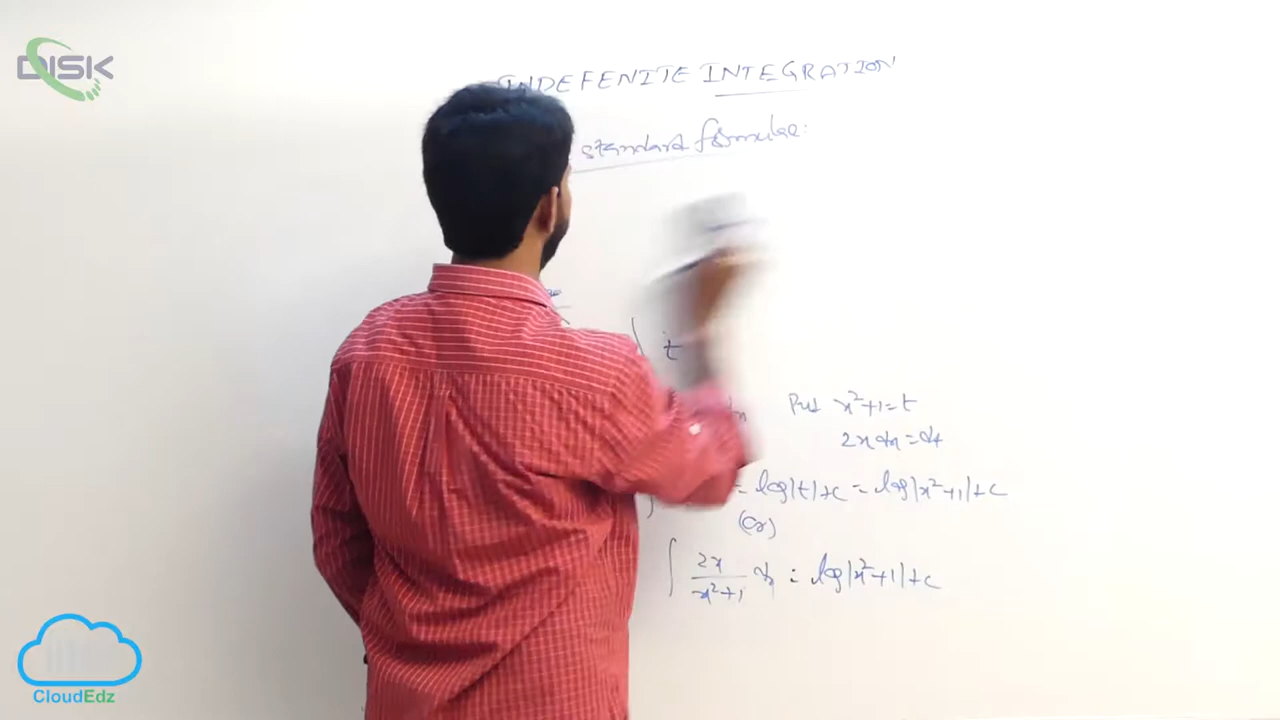 DISK
INDEFENITE INTEGRATION
standard formulae:
t
dx Put x²+1=t
2x dx = dt
= log|t|+c = log|x²+1|+c
(Or)
∫ 2x/x²+1 dx = log|x²+1|+c
CloudEdz